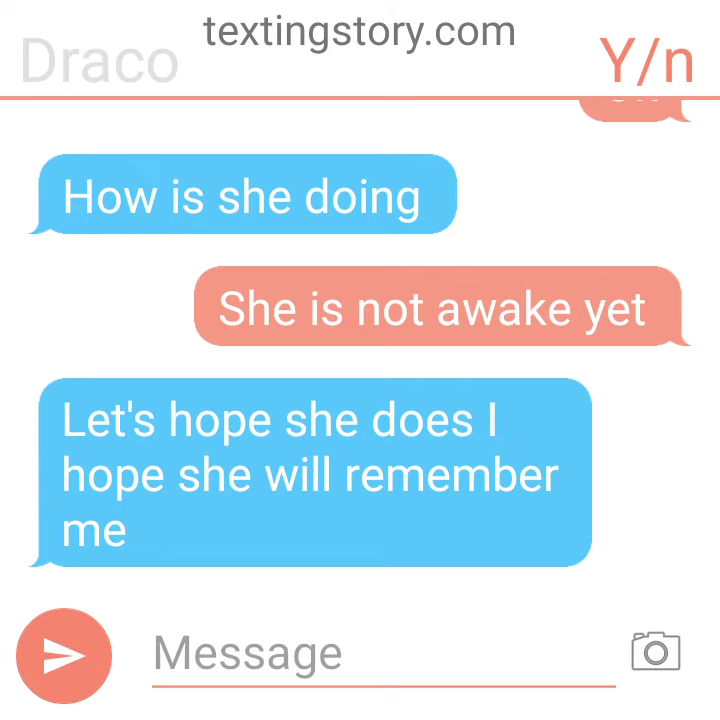 textingstory.com
Draco
Y/n
How is she doing
She is not awake yet
Let's hope she does I
hope she will remember
me
Message